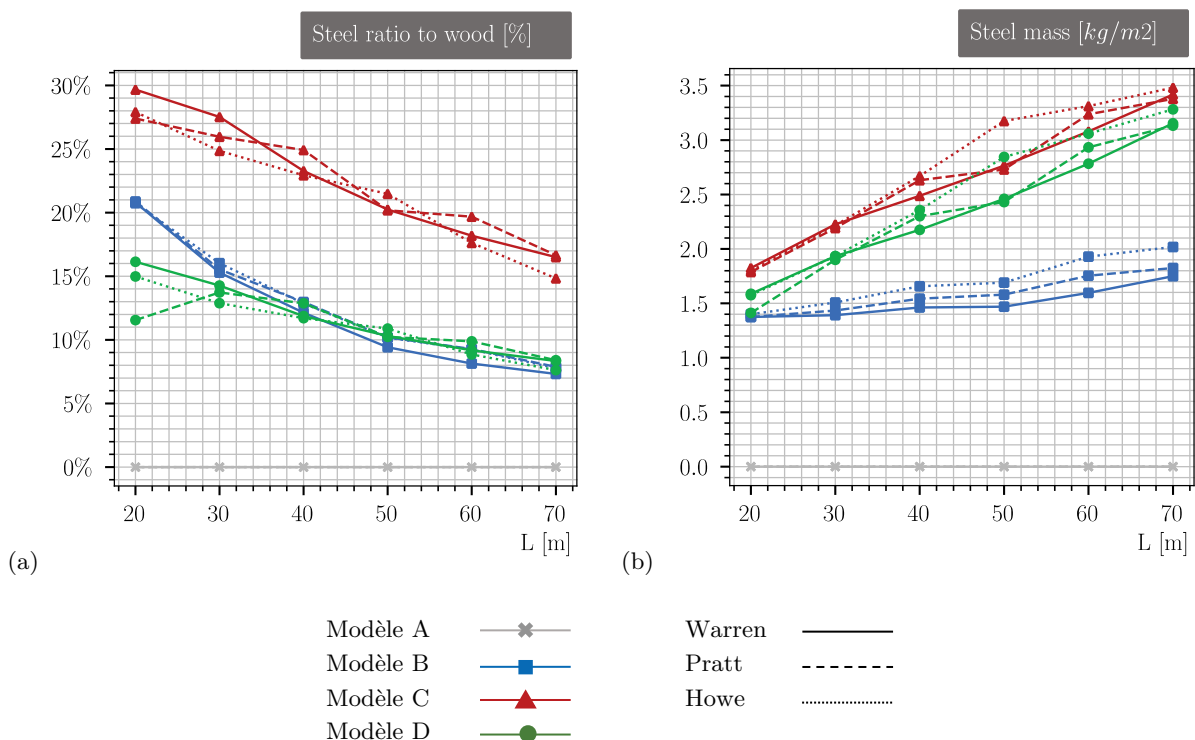 Steel ratio to wood [%]
30%
25%
20%
15%
10%
5%
0%
20 30 40 50 60 70
L [m]
(a)
Steel mass [kg/m2]
3.5
3.0
2.5
2.0
1.5
1.0
0.5
0.0
20 30 40 50 60 70
L [m]
(b)
Modèle A
Modèle B
Modèle C
Modèle D
Warren
Pratt
Howe